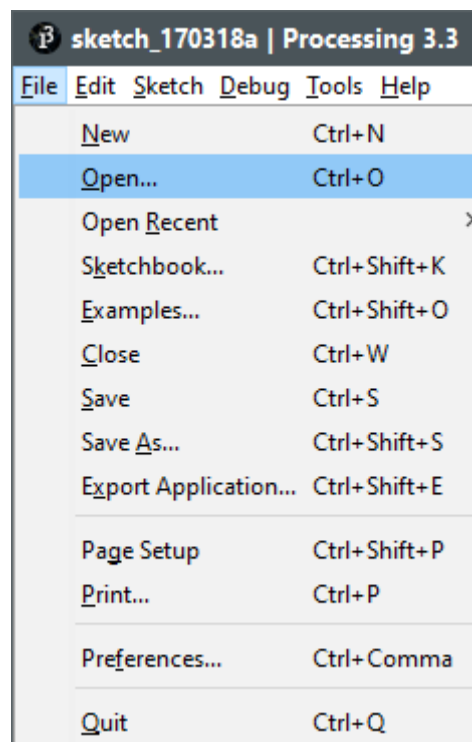 sketch_170318a | Processing 3.3
File Edit Sketch Debug Tools Help
New Ctrl+N
Open... Ctrl+O
Open Recent
Sketchbook... Ctrl+Shift+K
Examples... Ctrl+Shift+O
Close Ctrl+W
Save Ctrl+S
Save As... Ctrl+Shift+S
Export Application... Ctrl+Shift+E
Page Setup Ctrl+Shift+P
Print... Ctrl+P
Preferences... Ctrl+Comma
Quit Ctrl+Q